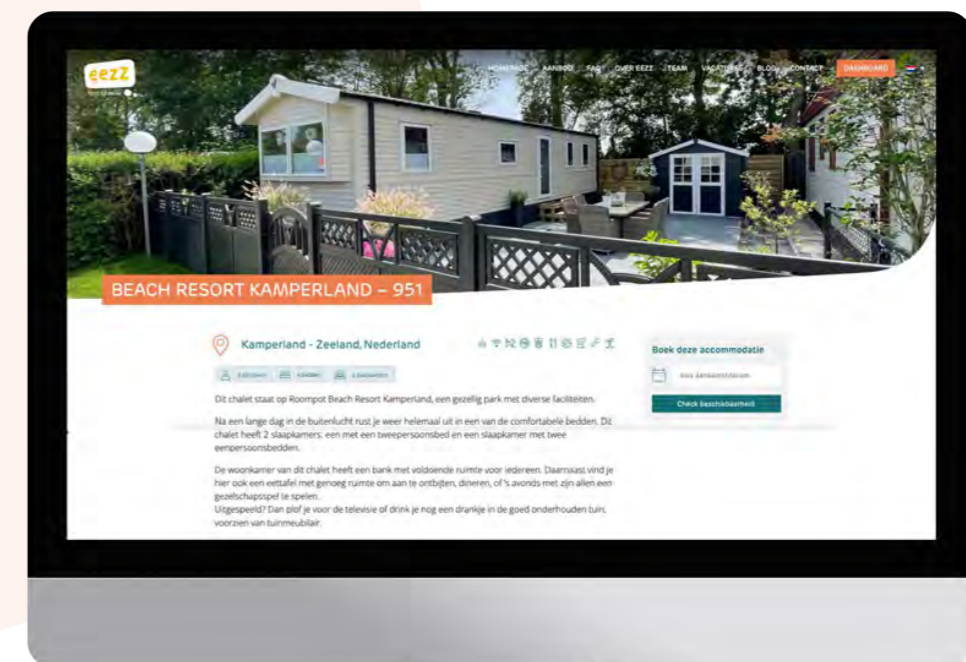 eezz
HOMEPAGE AANBOD FAQ OVER EEZZ TEAM VACATURES BLOG CONTACT DASHBOARD
BEACH RESORT KAMPERLAND – 951
Kamperland - Zeeland, Nederland
Boek deze accommodatie
Check beschikbaarheid
Dit chalet staat op Roompot Beach Resort Kamperland, een gezellig park met diverse faciliteiten.
Na een lange dag in de buitenlucht rust je weer helemaal uit in een van de comfortabele bedden. Dit
chalet heeft 2 slaapkamers: een met een tweepersoonsbed en een slaapkamer met twee
eenpersoonsbedden.
De woonkamer van dit chalet heeft een bank met voldoende ruimte voor iedereen. Daarnaast vind je
hier ook een eettafel met genoeg ruimte om aan te ontbijten, dineren, of 's avonds met zijn allen een
gezelschapsspel te spelen.
Uitgespeeld? Dan plof je voor de televisie of drink je nog een drankje in de goed onderhouden tuin,
voorzien van tuinmeubilair.